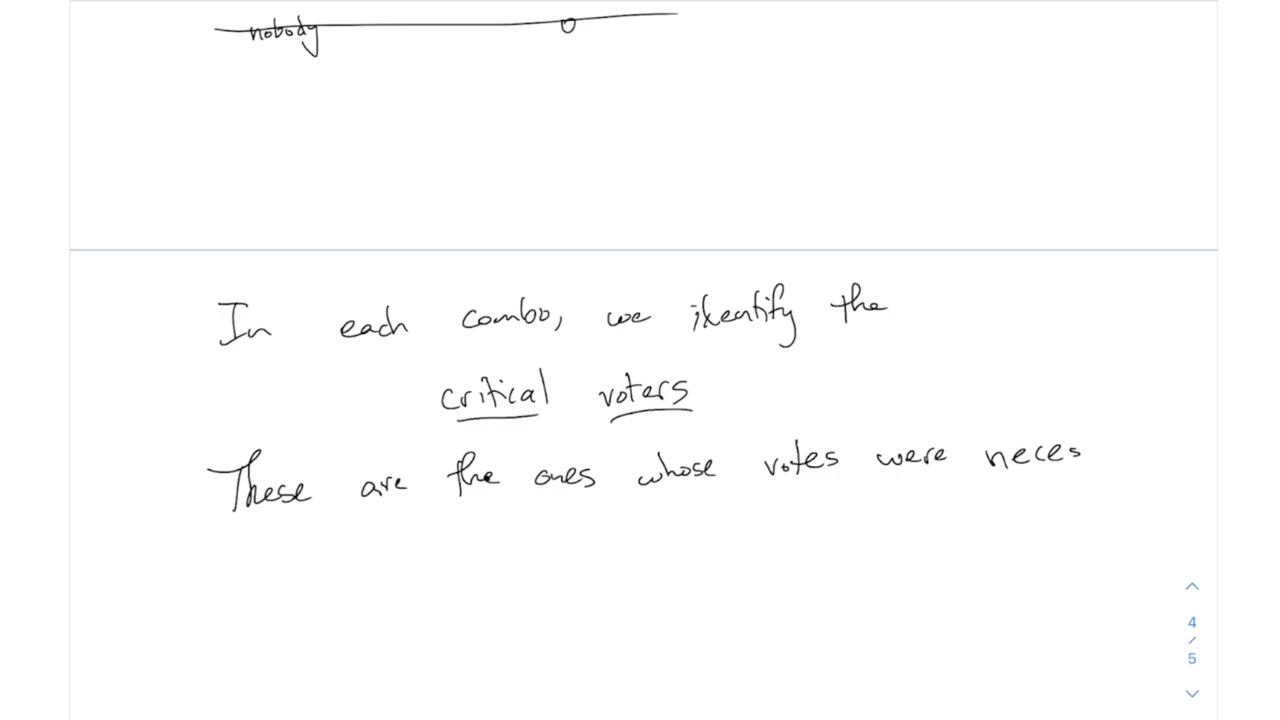 nobody 0
In each combo, we identify the
critical voters
These are the ones whose votes were neces
4
/
5